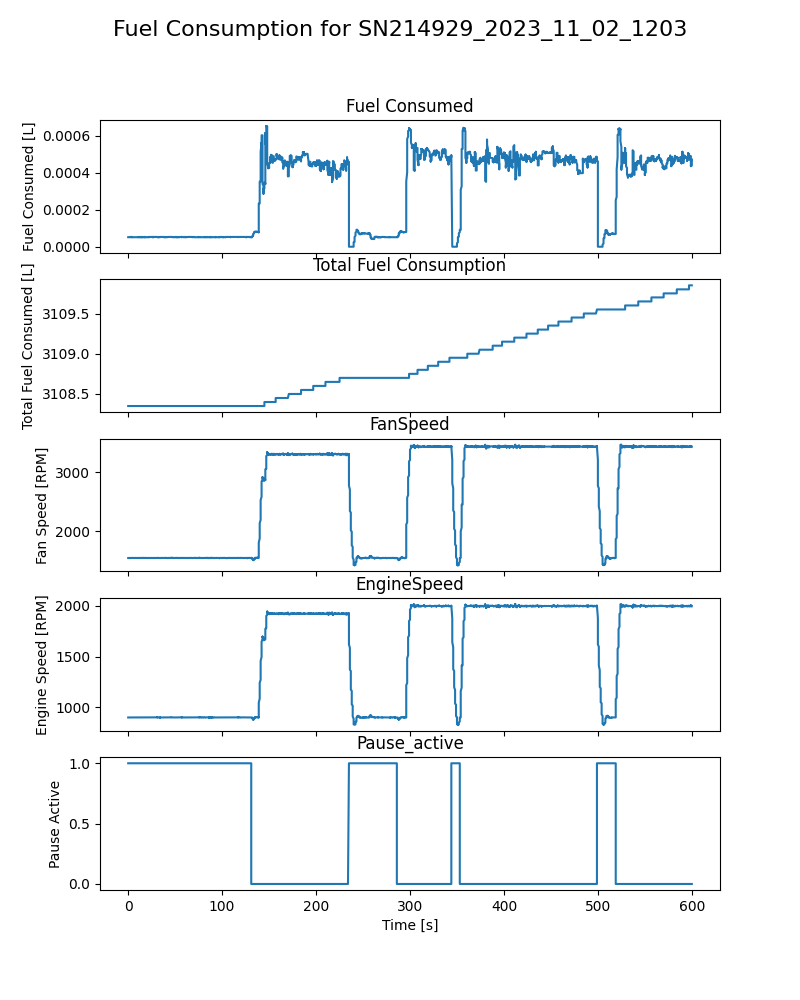 Fuel Consumption for SN214929_2023_11_02_1203
Fuel Consumed
Fuel Consumed [L]
0.0006
0.0004
0.0002
0.0000
Total Fuel Consumption
Total Fuel Consumed [L]
3109.5
3109.0
3108.5
FanSpeed
Fan Speed [RPM]
3000
2000
EngineSpeed
Engine Speed [RPM]
2000
1500
1000
Pause_active
Pause Active
1.0
0.5
0.0
0 100 200 300 400 500 600
Time [s]